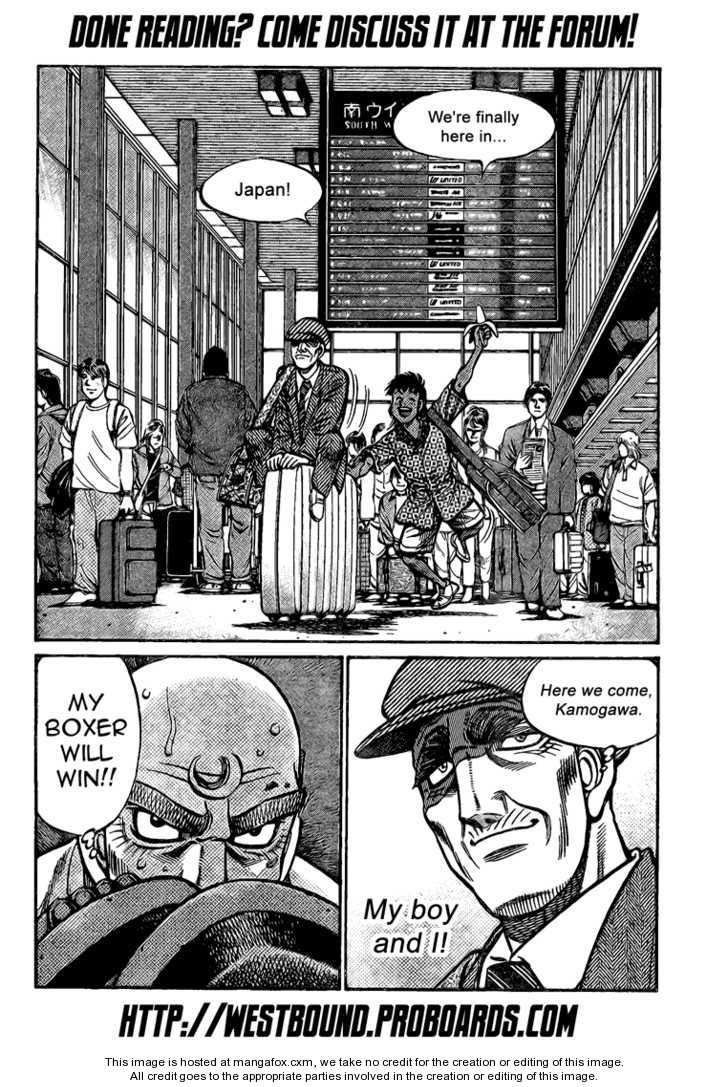 DONE READING? COME DISCUSS IT AT THE FORUM!
南 ウイ
SOUTH W
We're finally
here in...
Japan!
UNITED
UNITED
UNITED
MY
BOXER
WILL
WIN!!
Here we come,
Kamogawa.
My boy
and I!
HTTP://WESTBOUND.PROBOARDS.COM
This image is hosted at mangafox.cxm, we take no credit for the creation or editing of this image.
All credit goes to the appropriate parties involved in the creation or editing of this image.